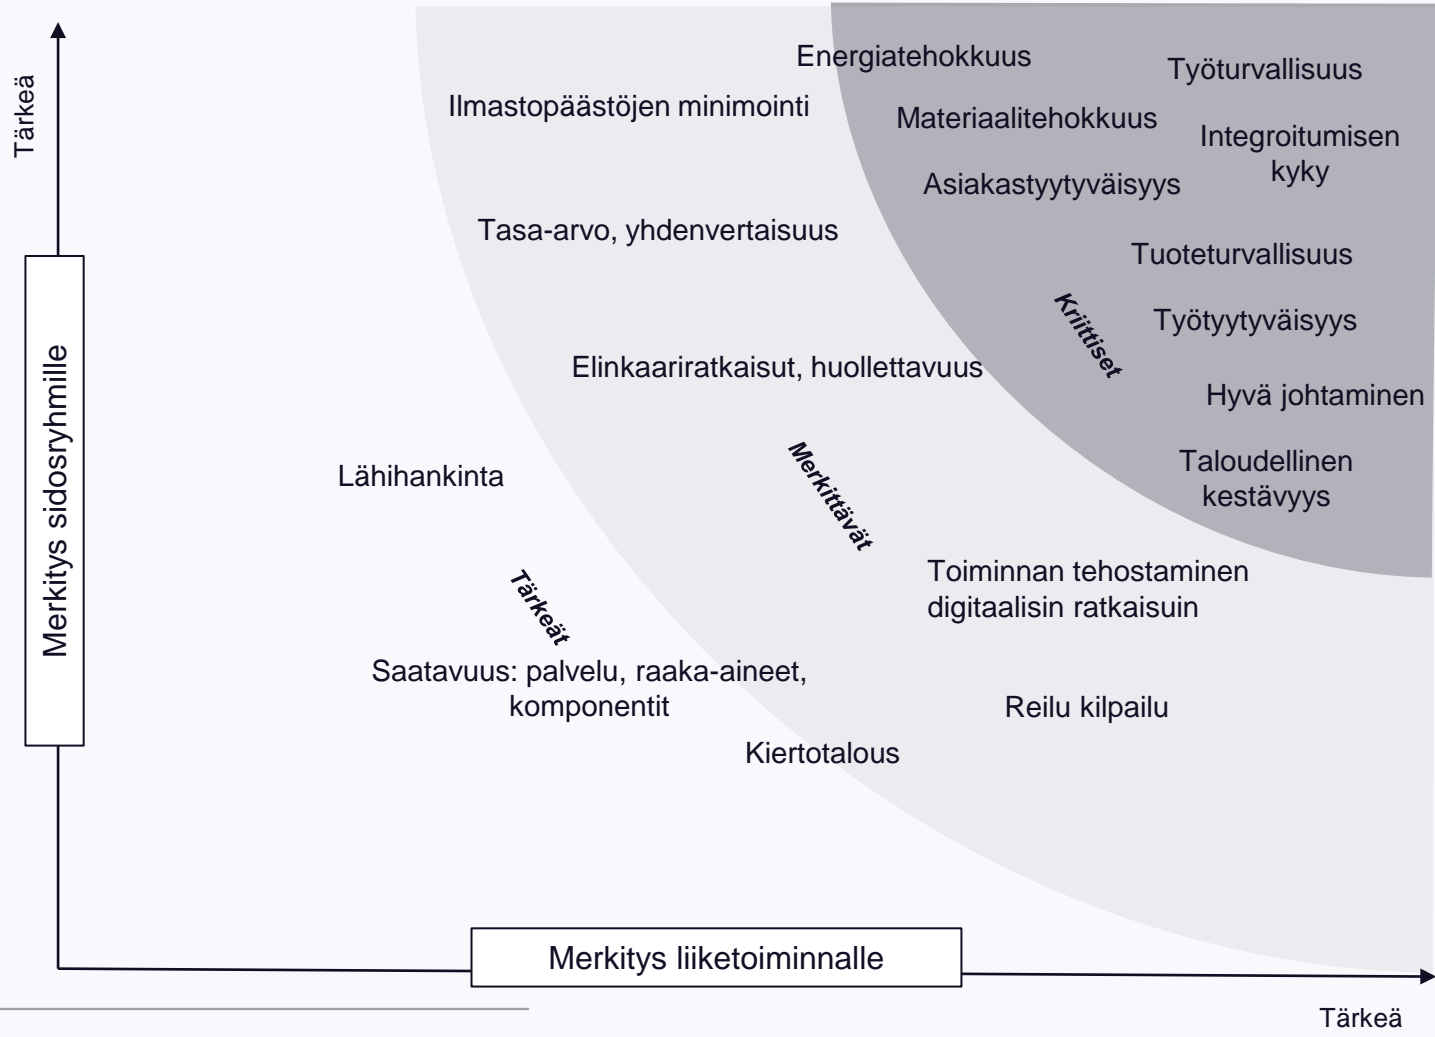 Tärkeä
Merkitys sidosryhmille
Energiatehokkuus
Työturvallisuus
Ilmastopäästöjen minimointi
Materiaalitehokkuus
Integroitumisen
kyky
Asiakastyytyväisyys
Tasa-arvo, yhdenvertaisuus
Tuoteturvallisuus
Kriittiset
Työtyytyväisyys
Elinkaariratkaisut, huollettavuus
Hyvä johtaminen
Merkittävät
Lähihankinta
Taloudellinen
kestävyys
Tärkeät
Toiminnan tehostaminen
digitaalisin ratkaisuin
Saatavuus: palvelu, raaka-aineet,
komponentit
Reilu kilpailu
Kiertotalous
Merkitys liiketoiminnalle
Tärkeä